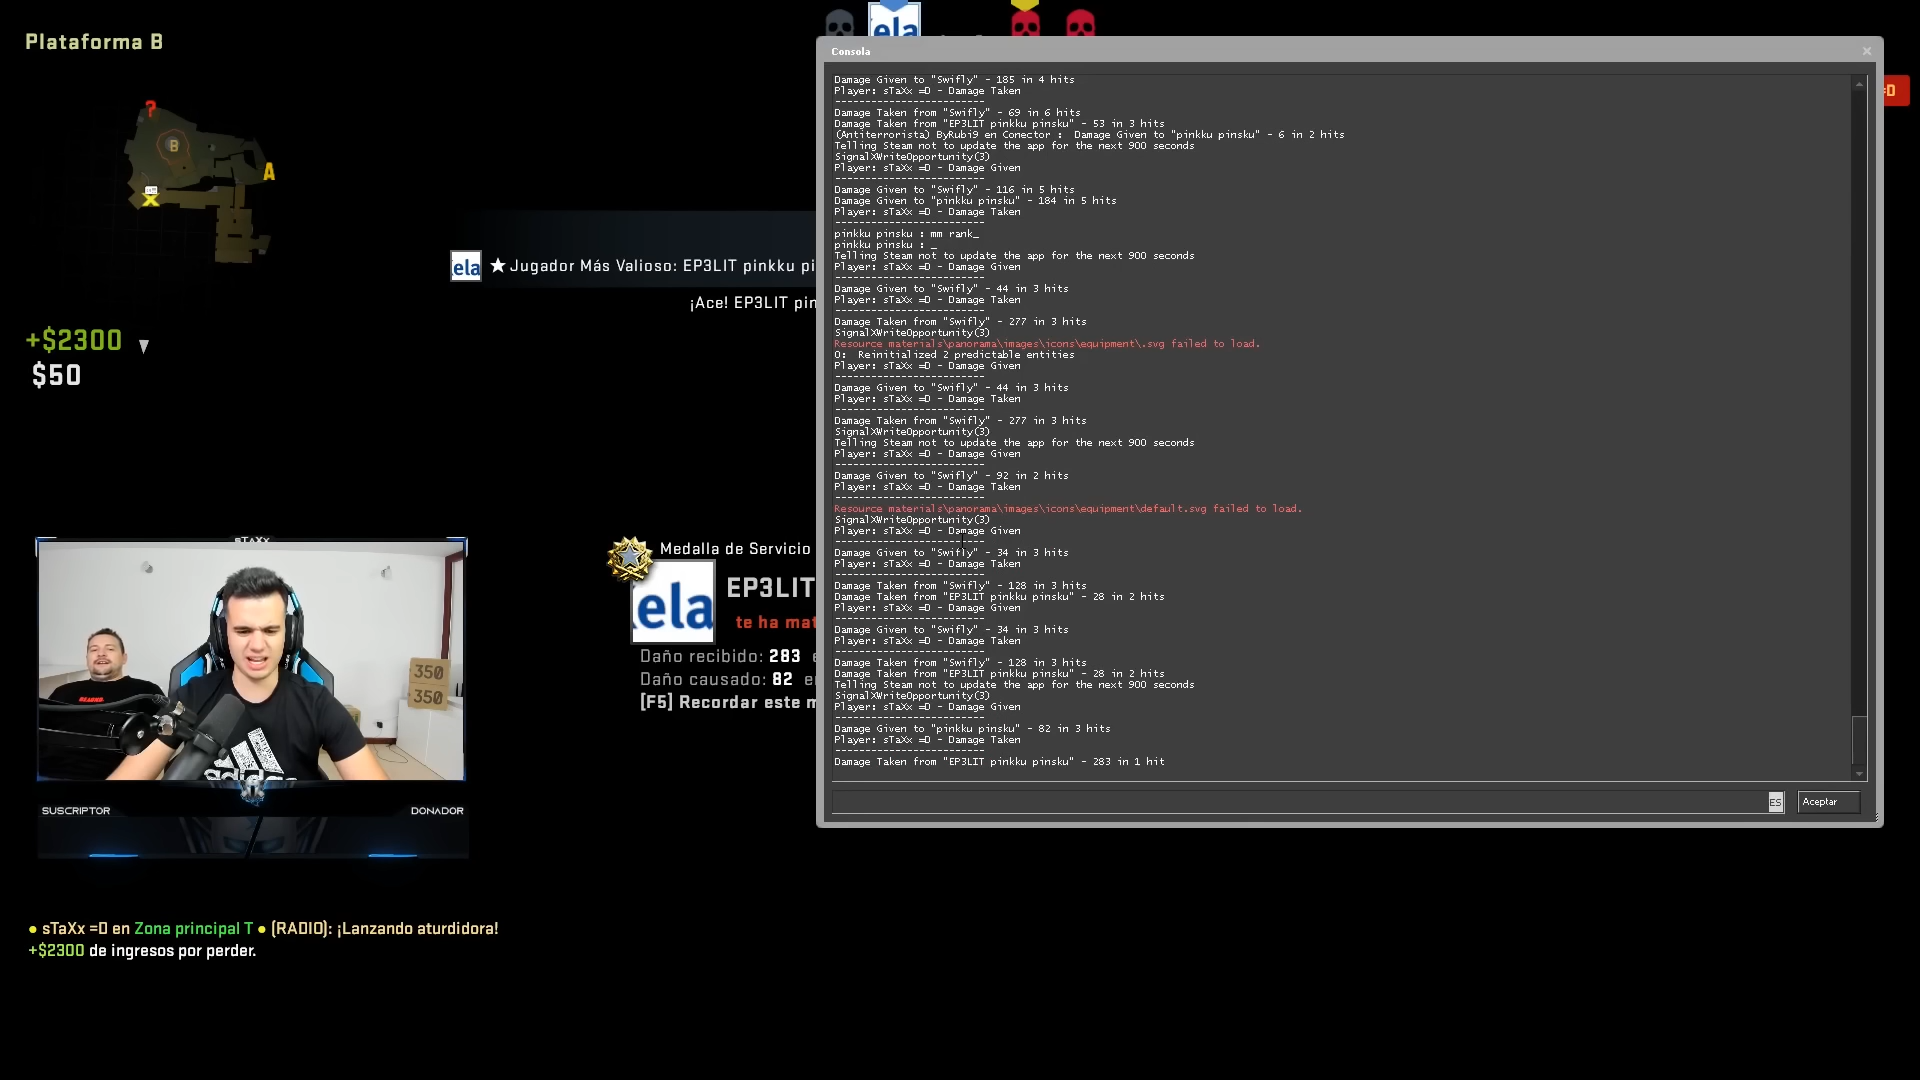 Plataforma B
ela
?
B
A
X
+$2300
$50
ela
★ Jugador Más Valioso: EP3LIT pinkku pi
¡Ace! EP3LIT pin
Medalla de Servicio
EP3LIT
ela
te ha mat
Daño recibido: 283 e
Daño causado: 82 e
[F5] Recordar este m
sTaXx
350
350
adidas
SUSCRIPTOR
DONADOR
● sTaXx =D en Zona principal T ● (RADIO): ¡Lanzando aturdidora!
+$2300 de ingresos por perder.
Consola
=D
Damage Given to "Swifly" - 185 in 4 hits
Player: sTaXx =D - Damage Taken
-------------------------
Damage Taken from "Swifly" - 69 in 6 hits
Damage Taken from "EP3LIT pinkku pinsku" - 53 in 3 hits
(Antiterrorista) ByRubi9 en Conector :  Damage Given to "pinkku pinsku" - 6 in 2 hits
Telling Steam not to update the app for the next 900 seconds
SignalXWriteOpportunity(3)
Player: sTaXx =D - Damage Given
-------------------------
Damage Given to "Swifly" - 116 in 5 hits
Damage Given to "pinkku pinsku" - 184 in 5 hits
Player: sTaXx =D - Damage Taken
-------------------------
pinkku pinsku : mm rank_
pinkku pinsku : _
Telling Steam not to update the app for the next 900 seconds
Player: sTaXx =D - Damage Given
-------------------------
Damage Given to "Swifly" - 44 in 3 hits
Player: sTaXx =D - Damage Taken
-------------------------
Damage Taken from "Swifly" - 277 in 3 hits
SignalXWriteOpportunity(3)
Resource materials\panorama\images\icons\equipment\.svg failed to load.
0:  Reinitialized 2 predictable entities
Player: sTaXx =D - Damage Given
-------------------------
Damage Given to "Swifly" - 44 in 3 hits
Player: sTaXx =D - Damage Taken
-------------------------
Damage Taken from "Swifly" - 277 in 3 hits
SignalXWriteOpportunity(3)
Telling Steam not to update the app for the next 900 seconds
Player: sTaXx =D - Damage Given
-------------------------
Damage Given to "Swifly" - 92 in 2 hits
Player: sTaXx =D - Damage Taken
-------------------------
Resource materials\panorama\images\icons\equipment\default.svg failed to load.
SignalXWriteOpportunity(3)
Player: sTaXx =D - Damage Given
-------------------------
Damage Given to "Swifly" - 34 in 3 hits
Player: sTaXx =D - Damage Taken
-------------------------
Damage Taken from "Swifly" - 128 in 3 hits
Damage Taken from "EP3LIT pinkku pinsku" - 28 in 2 hits
Player: sTaXx =D - Damage Given
-------------------------
Damage Given to "Swifly" - 34 in 3 hits
Player: sTaXx =D - Damage Taken
-------------------------
Damage Taken from "Swifly" - 128 in 3 hits
Damage Taken from "EP3LIT pinkku pinsku" - 28 in 2 hits
Telling Steam not to update the app for the next 900 seconds
SignalXWriteOpportunity(3)
Player: sTaXx =D - Damage Given
-------------------------
Damage Given to "pinkku pinsku" - 82 in 3 hits
Player: sTaXx =D - Damage Taken
-------------------------
Damage Taken from "EP3LIT pinkku pinsku" - 283 in 1 hit
ES
Aceptar